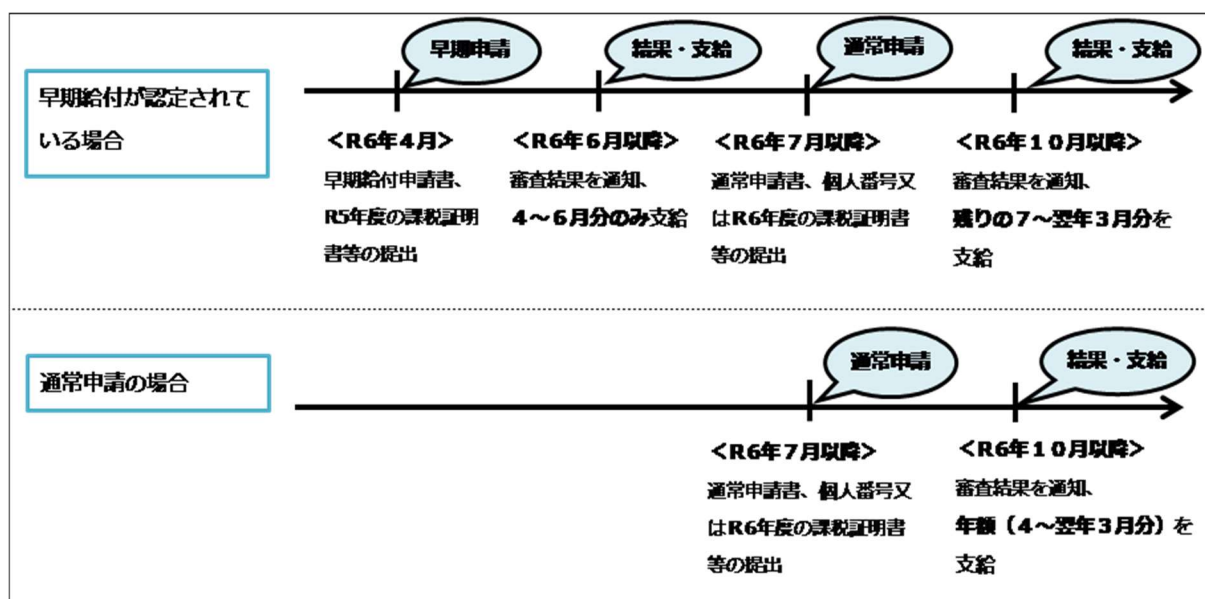 早期給付が認定されて
いる場合
早期申請
結果・支給
通常申請
結果・支給
＜R6年4月＞
早期給付申請書、
R5年度の課税証明
書等の提出
＜R6年6月以降＞
審査結果を通知、
４～６月分のみ支給
＜R6年７月以降＞
通常申請書、個人番号又
はR6年度の課税証明書
等の提出
＜R6年１０月以降＞
審査結果を通知、
残りの７～翌年３月分を
支給
通常申請の場合
通常申請
結果・支給
＜R6年７月以降＞
通常申請書、個人番号又
はR6年度の課税証明書
等の提出
＜R6年１０月以降＞
審査結果を通知、
年額（４～翌年３月分）を
支給